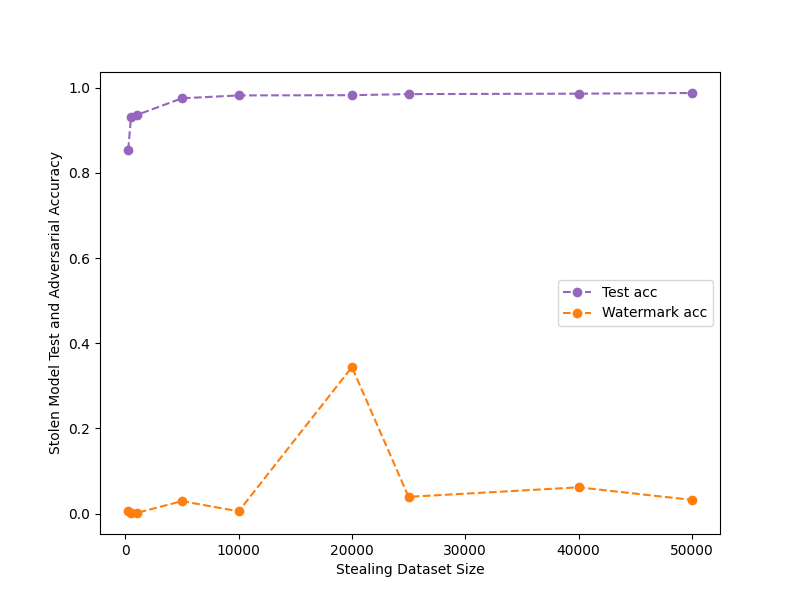 1.0
0.8
0.6
0.4
0.2
0.0
Stolen Model Test and Adversarial Accuracy
Test acc
Watermark acc
0 10000 20000 30000 40000 50000
Stealing Dataset Size